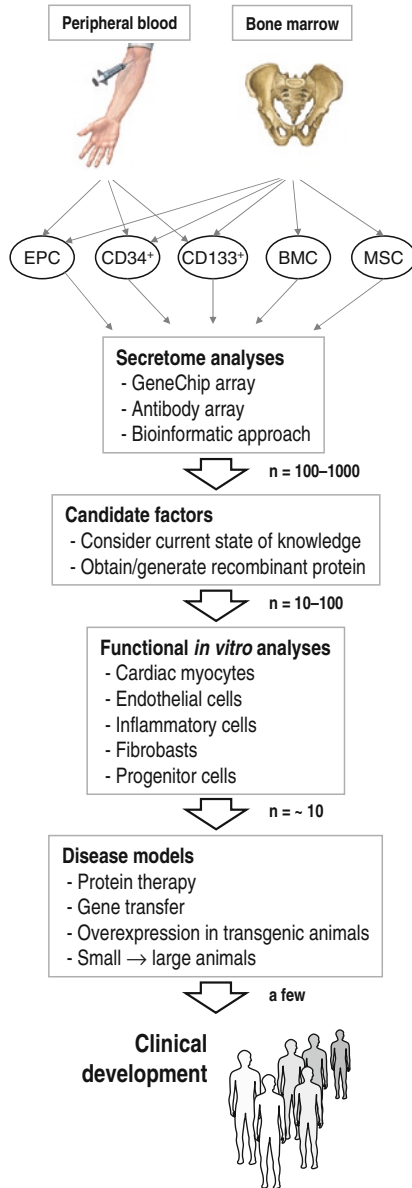 Peripheral blood
Bone marrow
EPC
CD34⁺
CD133⁺
BMC
MSC
Secretome analyses
- GeneChip array
- Antibody array
- Bioinformatic approach
n = 100–1000
Candidate factors
- Consider current state of knowledge
- Obtain/generate recombinant protein
n = 10–100
Functional in vitro analyses
- Cardiac myocytes
- Endothelial cells
- Inflammatory cells
- Fibrobasts
- Progenitor cells
n = ~ 10
Disease models
- Protein therapy
- Gene transfer
- Overexpression in transgenic animals
- Small → large animals
a few
Clinical
development